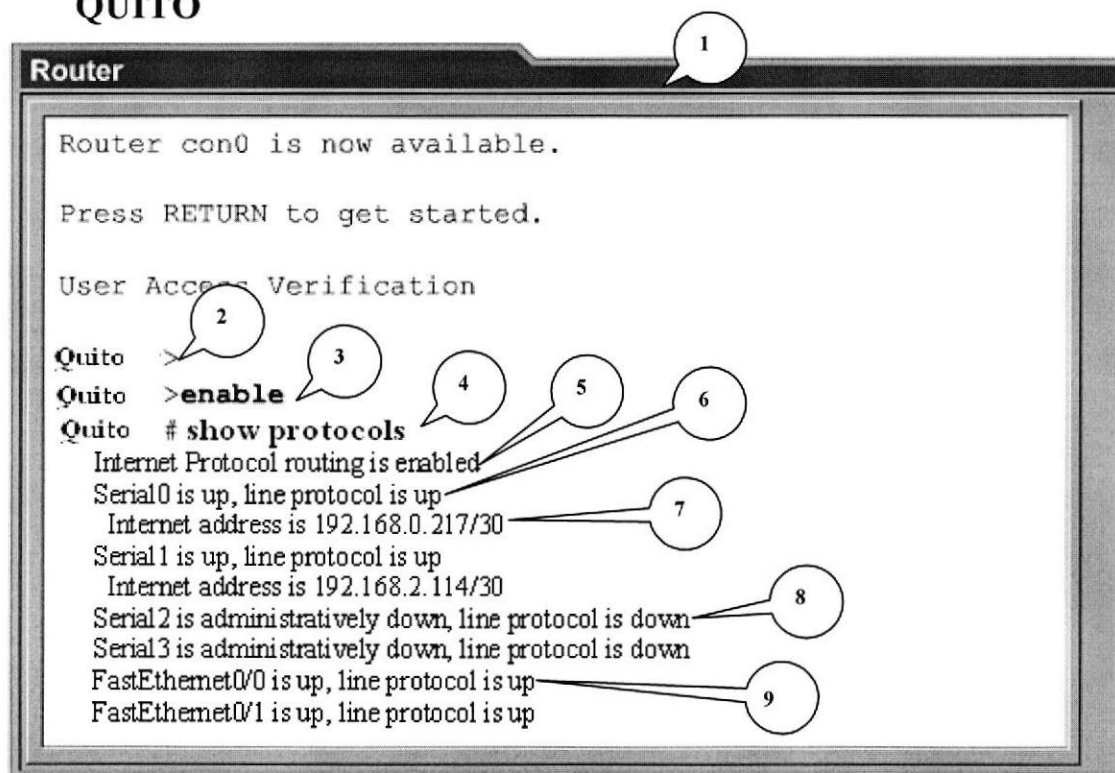 QUITO
1
Router
Router con0 is now available.
Press RETURN to get started.
User Access Verification
2
Quito >
3
Quito >enable
4
5
6
Quito # show protocols
Internet Protocol routing is enabled
Serial0 is up, line protocol is up
7
Internet address is 192.168.0.217/30
Serial1 is up, line protocol is up
Internet address is 192.168.2.114/30
8
Serial2 is administratively down, line protocol is down
Serial3 is administratively down, line protocol is down
FastEthernet0/0 is up, line protocol is up
9
FastEthernet0/1 is up, line protocol is up